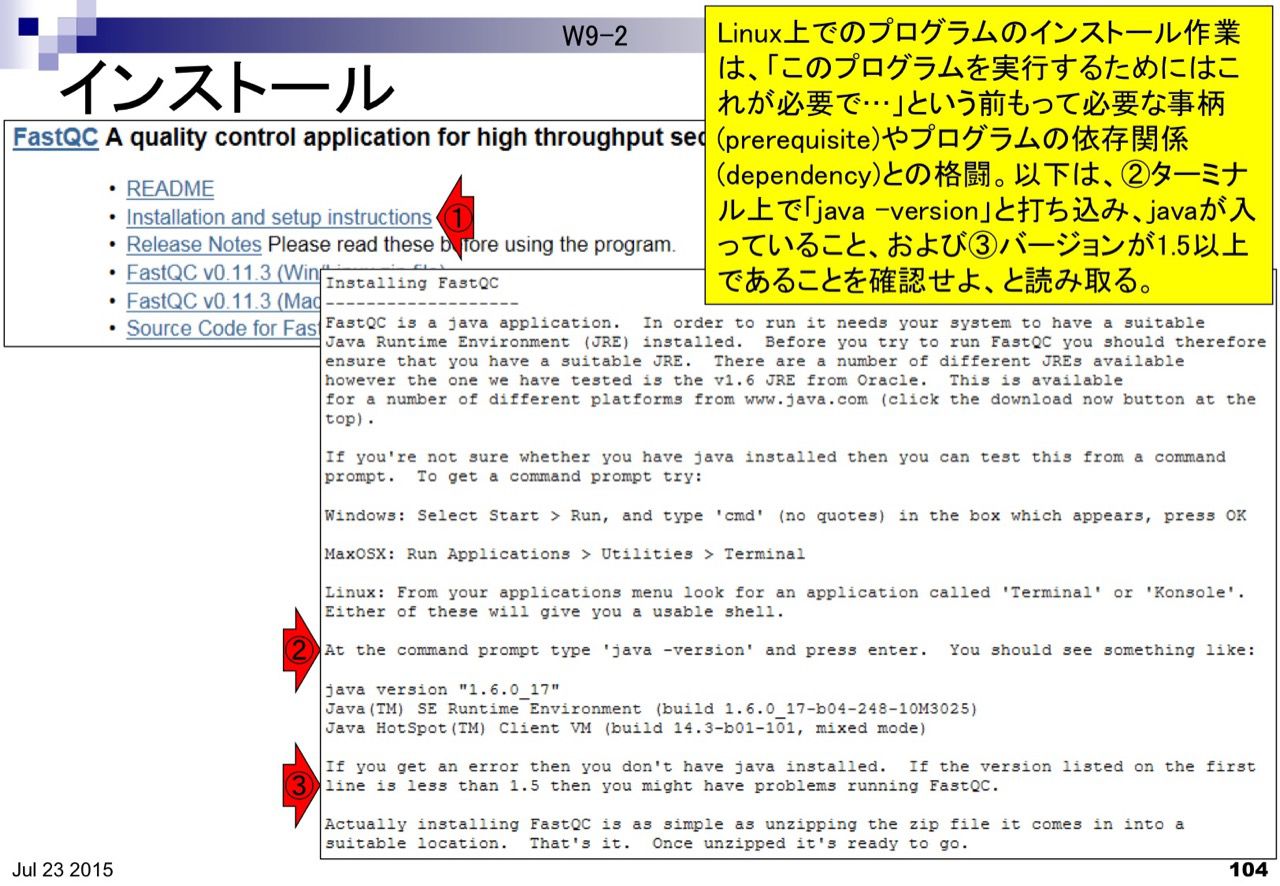 W9-2
インストール
Linux上でのプログラムのインストール作業
は、「このプログラムを実行するためにはこ
れが必要で…」という前もって必要な事柄
(prerequisite)やプログラムの依存関係
(dependency)との格闘。以下は、②ターミナ
ル上で「java –version」と打ち込み、javaが入
っていること、および③バージョンが1.5以上
であることを確認せよ、と読み取る。
FastQC A quality control application for high throughput
• README
• Installation and setup instructions
①
• Release Notes Please read these before using the program.
• FastQC v0.11.3
• FastQC v0.11.3
• Source Code for
Installing FastQC
-------------------
FastQC is a java application.  In order to run it needs your system to have a suitable
Java Runtime Environment (JRE) installed.  Before you try to run FastQC you should therefore
ensure that you have a suitable JRE.  There are a number of different JREs available
however the one we have tested is the v1.6 JRE from Oracle.  This is available
for a number of different platforms from www.java.com (click the download now button at the
top).
If you're not sure whether you have java installed then you can test this from a command
prompt.  To get a command prompt try:
Windows: Select Start > Run, and type 'cmd' (no quotes) in the box which appears, press OK
MaxOSX: Run Applications > Utilities > Terminal
Linux: From your applications menu look for an application called 'Terminal' or 'Konsole'.
Either of these will give you a usable shell.
②
At the command prompt type 'java -version' and press enter.  You should see something like:
java version "1.6.0_17"
Java(TM) SE Runtime Environment (build 1.6.0_17-b04-248-10M3025)
Java HotSpot(TM) Client VM (build 14.3-b01-101, mixed mode)
If you get an error then you don't have java installed.  If the version listed on the first
③
line is less than 1.5 then you might have problems running FastQC.
Actually installing FastQC is as simple as unzipping the zip file it comes in into a
suitable location.  That's it.  Once unzipped it's ready to go.
Jul 23 2015
104